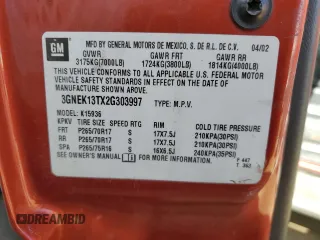 GM
MFD BY GENERAL MOTORS DE MEXICO, S. DE R.L. DE C.V. 04/02
GVWR GAWR FRT GAWR RR
3175KG(7000LB) 1724KG(3800LB) 1814KG(4000LB)
THIS VEHICLE CONFORMS TO ALL APPLICABLE U.S. FEDERAL MOTOR
VEHICLE SAFETY STANDARDS IN EFFECT ON THE DATE OF
MANUFACTURE SHOWN ABOVE.
3GNEK13TX2G303997 TYPE: M.P.V.
MODEL: K15936
KPKV TIRE SIZE SPEED RTG RIM COLD TIRE PRESSURE
FRT P265/70R17 17X7.5J 210KPA(30PSI)
RR P265/70R17 17X7.5J 210KPA(30PSI)
SPA P265/75R16 16X6.5J 240KPA(35PSI)
SEE OWNER'S MANUAL FOR ADDITIONAL INFORMATION
P 447
T 363
DREAMBID